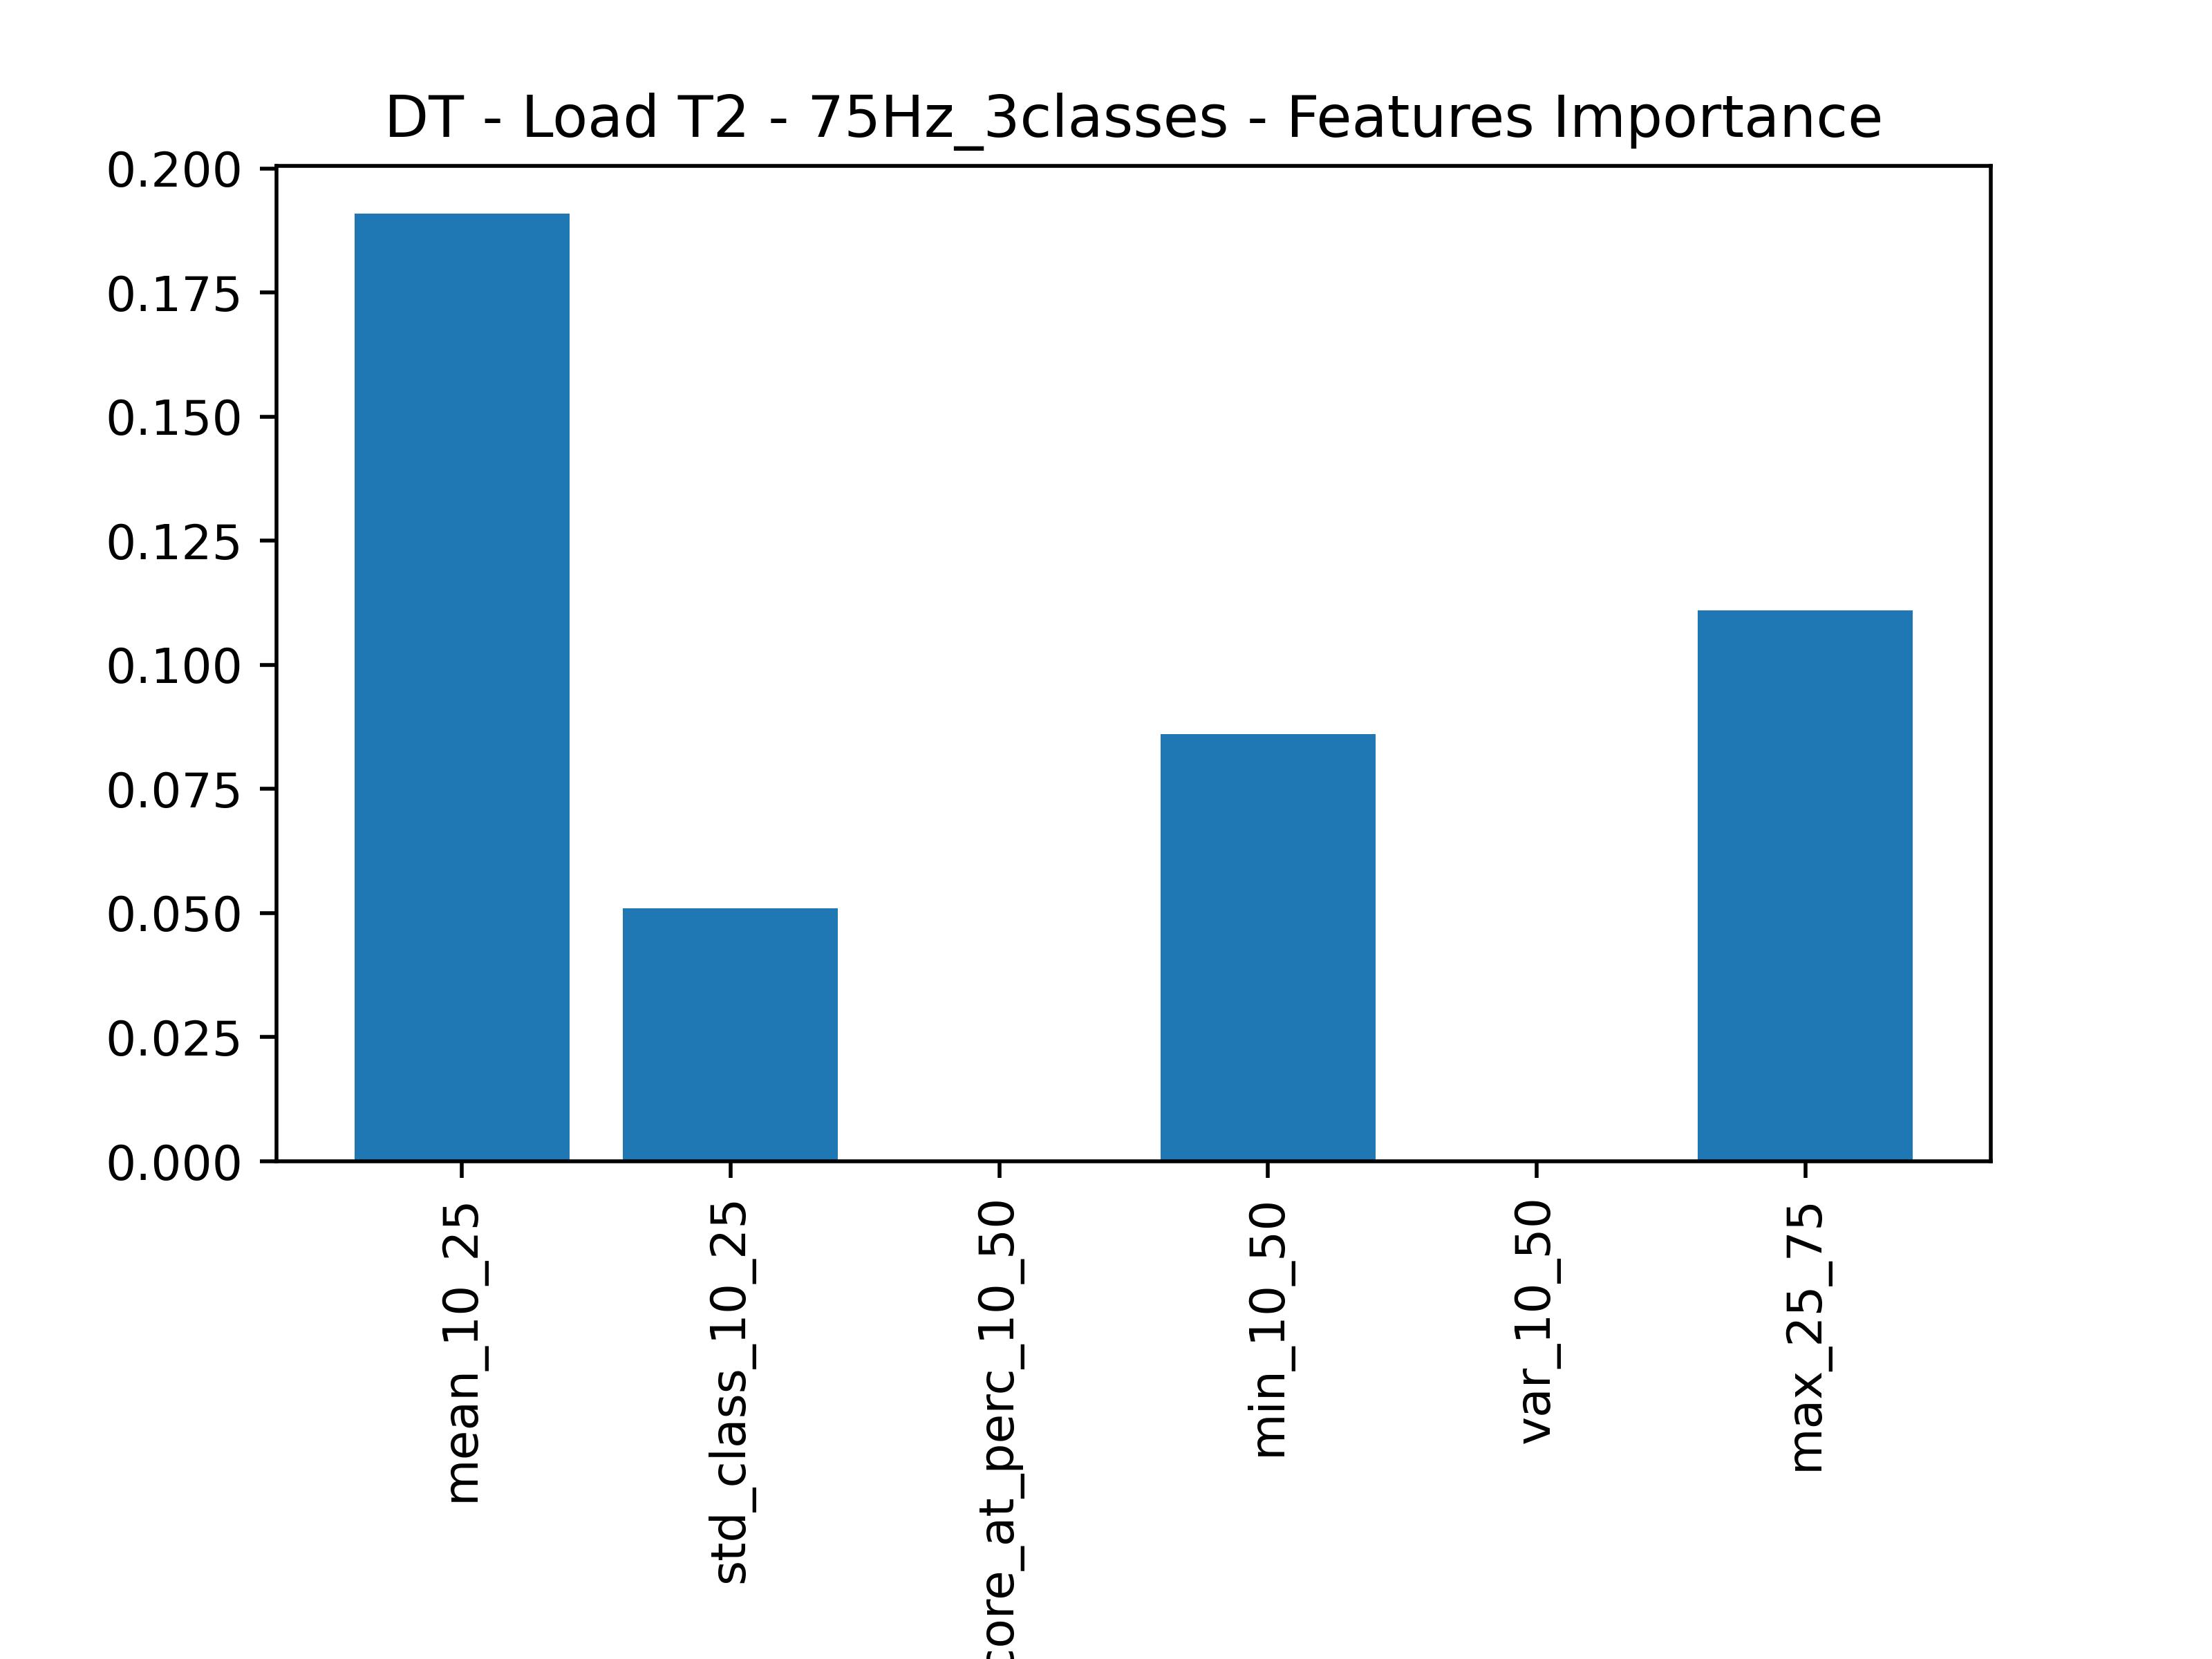 DT - Load T2 - 75Hz_3classes - Features Importance
0.200
0.175
0.150
0.125
0.100
0.075
0.050
0.025
0.000
mean_10_25
std_class_10_25
core_at_perc_10_50
min_10_50
var_10_50
max_25_75